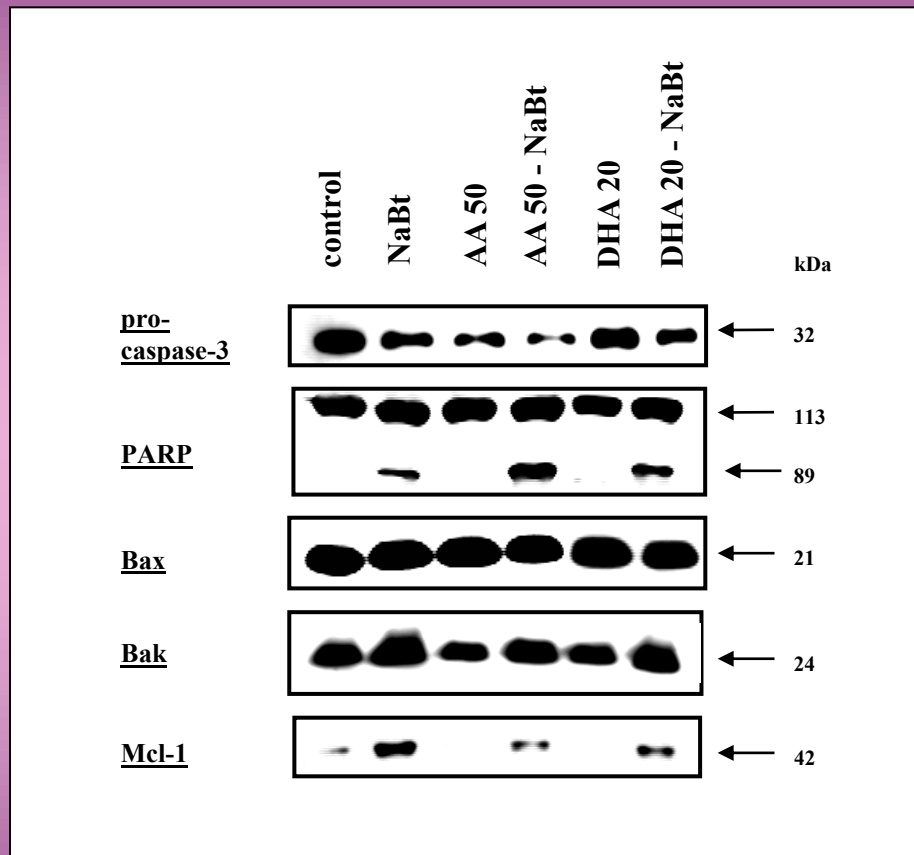 control
NaBt
AA 50
AA 50 - NaBt
DHA 20
DHA 20 - NaBt
kDa
pro-
caspase-3
32
PARP
113
89
Bax
21
Bak
24
Mcl-1
42